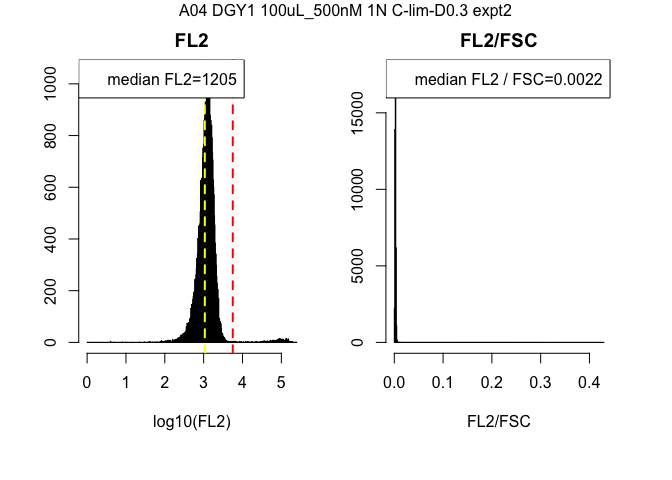 A04 DGY1 100uL_500nM 1N C-lim-D0.3 expt2
FL2
median FL2=1205
0 200 400 600 800 1000
0 1 2 3 4 5
log10(FL2)
FL2/FSC
median FL2 / FSC=0.0022
0 5000 10000 15000
0.0 0.1 0.2 0.3 0.4
FL2/FSC